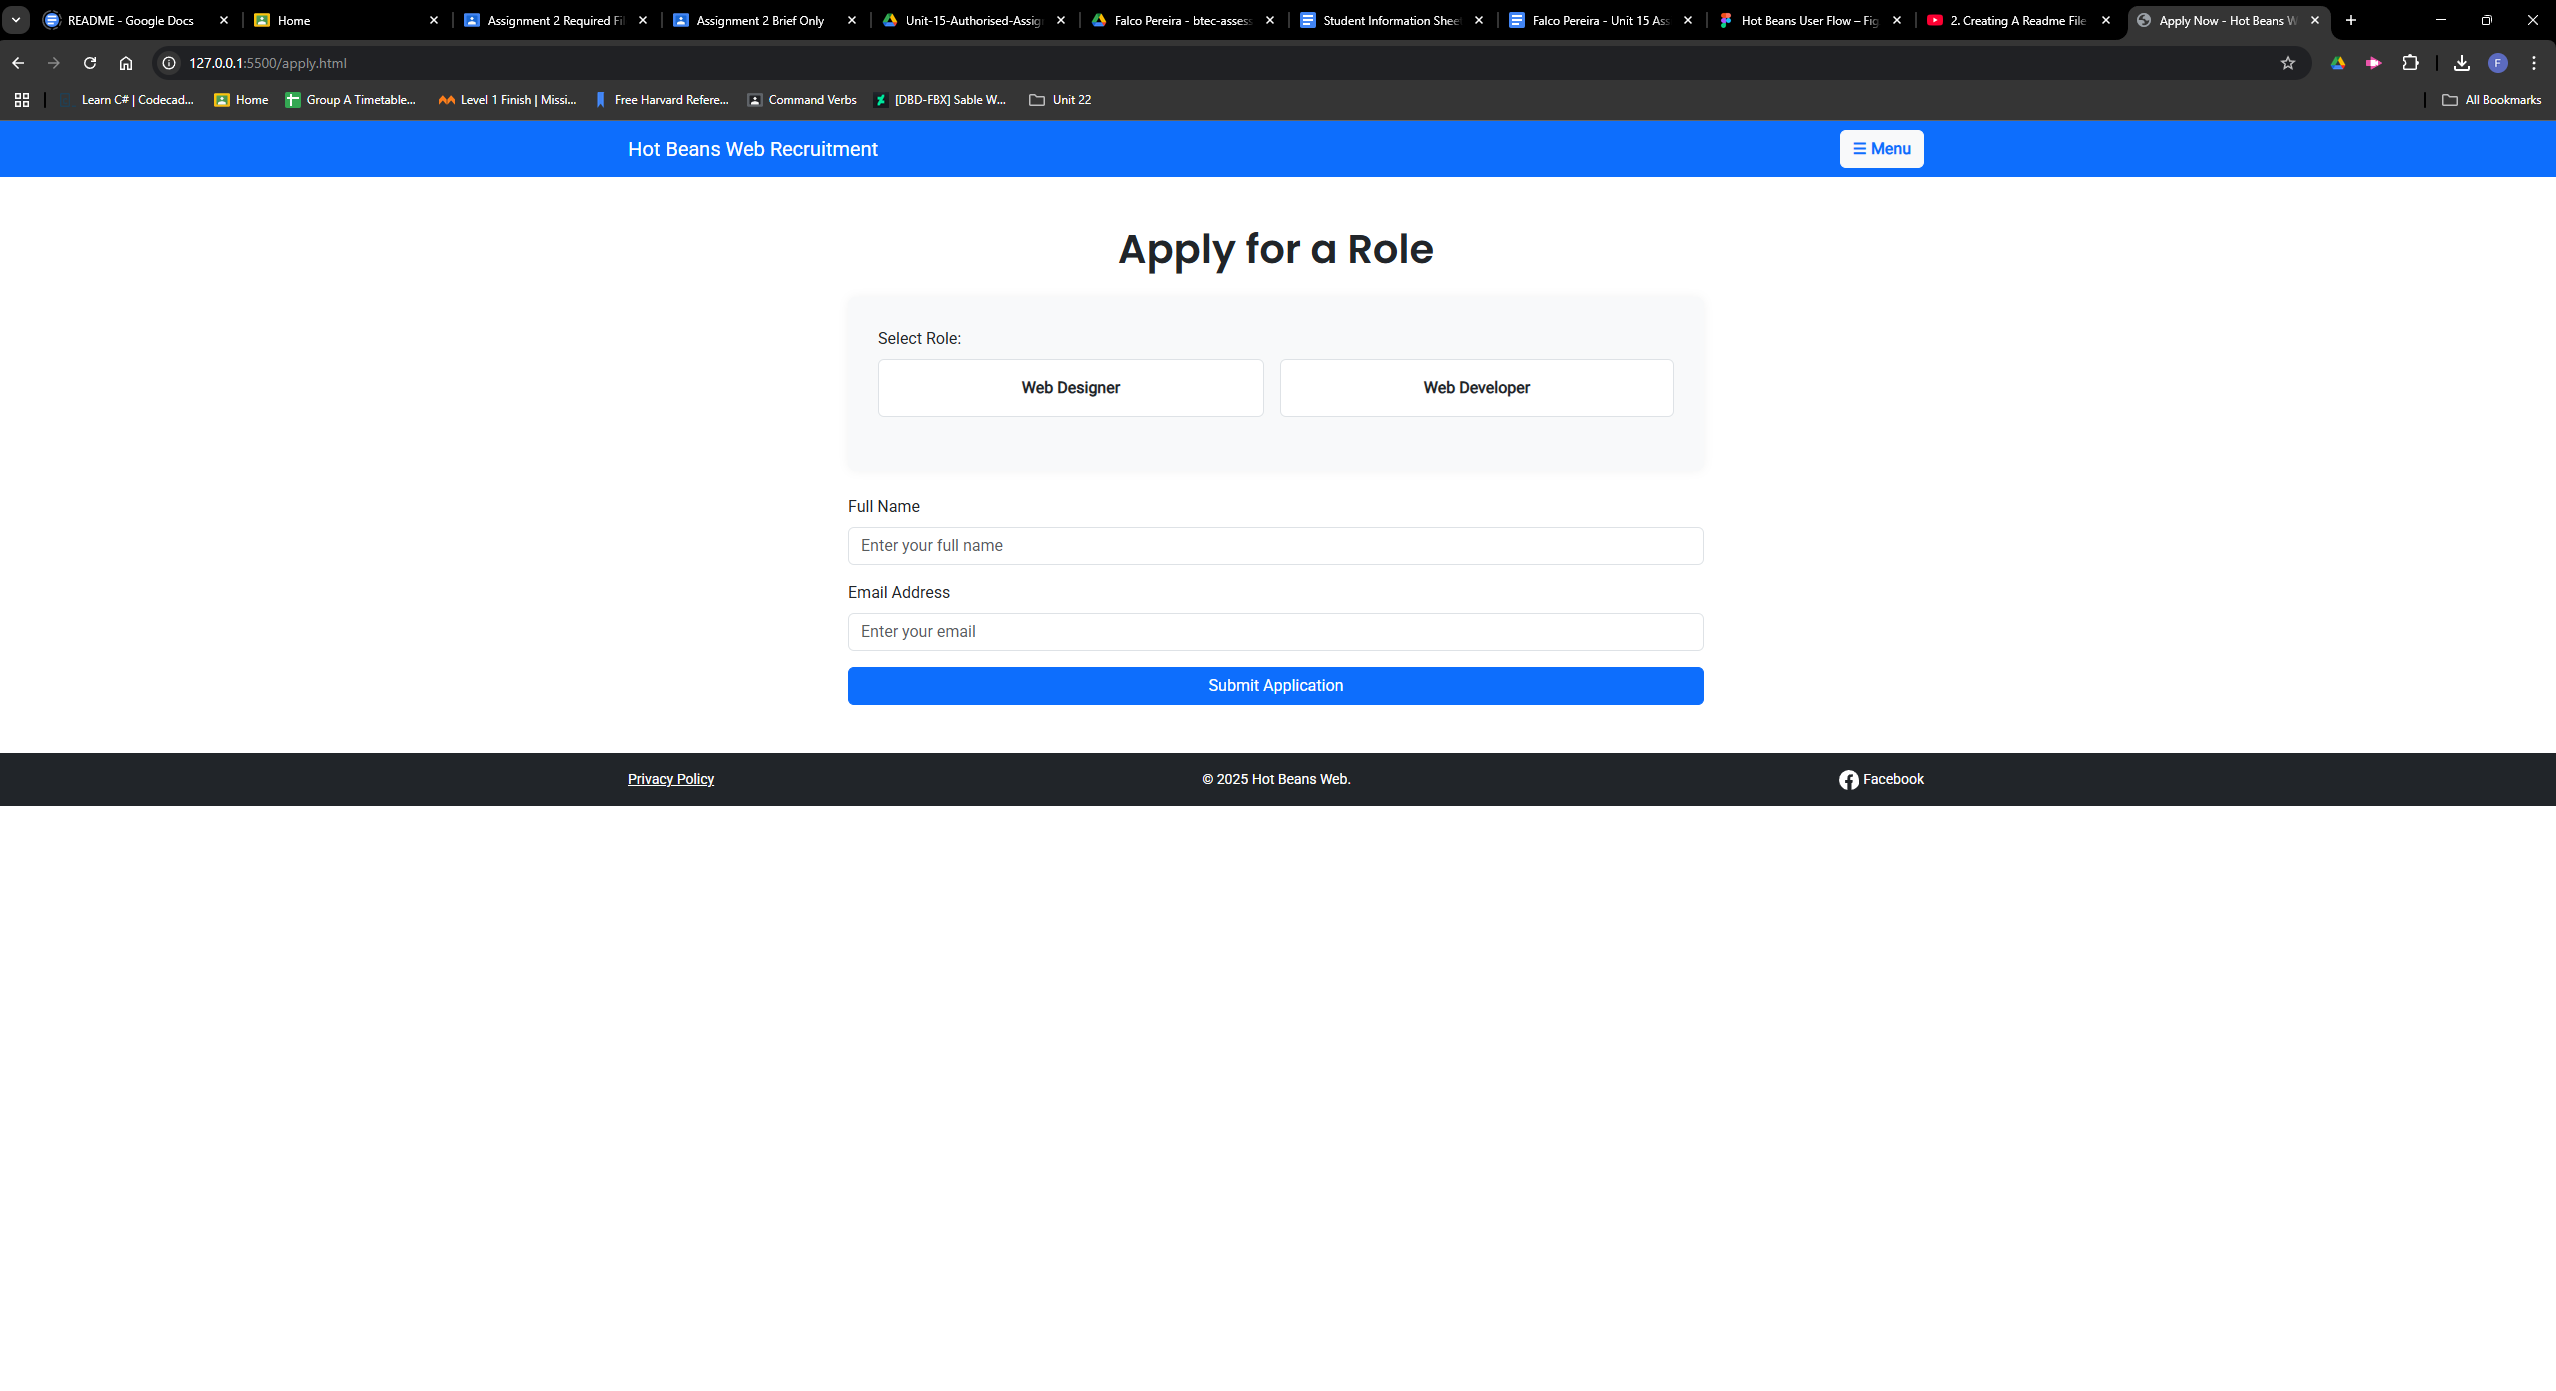 README - Google Docs
Home
Assignment 2 Required Fil
Assignment 2 Brief Only
Unit-15-Authorised-Assig
Falco Pereira - btec-assess
Student Information Sheet
Falco Pereira - Unit 15 Ass
Hot Beans User Flow – Fig
2. Creating A Readme File
Apply Now - Hot Beans W
127.0.0.1:5500/apply.html
F
Learn C# | Codecad...
Home
Group A Timetable...
Level 1 Finish | Missi...
Free Harvard Refere...
Command Verbs
[DBD-FBX] Sable W...
Unit 22
All Bookmarks
Hot Beans Web Recruitment
☰ Menu
Apply for a Role
Select Role:
Web Designer
Web Developer
Full Name
Enter your full name
Email Address
Enter your email
Submit Application
Privacy Policy
© 2025 Hot Beans Web.
Facebook